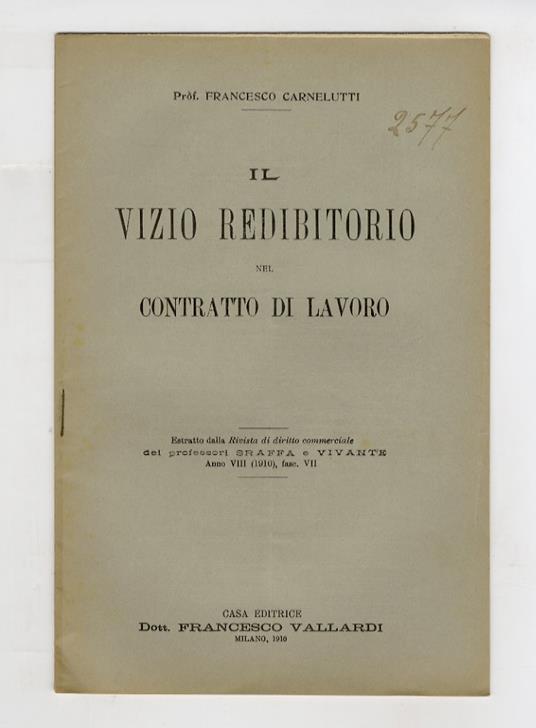 Pròf. FRANCESCO CARNELUTTI
2577
IL
VIZIO REDIBITORIO
NEL
CONTRATTO DI LAVORO
Estratto dalla Rivista di diritto commerciale
dei professori SRAFFA e VIVANTE
Anno VIII (1910), fasc. VII
CASA EDITRICE
Dott. FRANCESCO VALLARDI
MILANO, 1910